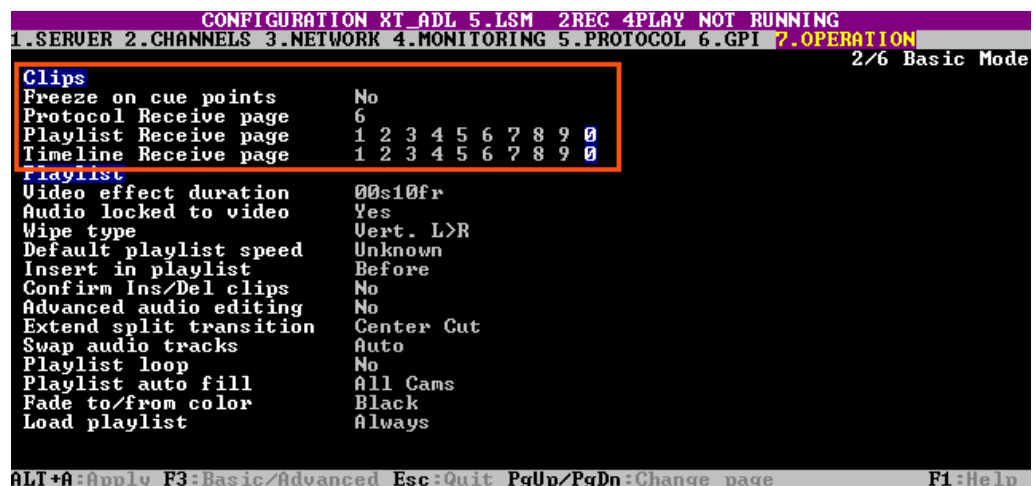 CONFIGURATION XT_ADL 5.LSM 2REC 4PLAY NOT RUNNING
1.SERVER 2.CHANNELS 3.NETWORK 4.MONITORING 5.PROTOCOL 6.GPI 7.OPERATION
2/6 Basic Mode
Clips
Freeze on cue points No
Protocol Receive page 6
Playlist Receive page 1 2 3 4 5 6 7 8 9 0
Timeline Receive page 1 2 3 4 5 6 7 8 9 0
Playlist
Video effect duration 00s10fr
Audio locked to video Yes
Wipe type Vert. L>R
Default playlist speed Unknown
Insert in playlist Before
Confirm Ins/Del clips No
Advanced audio editing No
Extend split transition Center Cut
Swap audio tracks Auto
Playlist loop No
Playlist auto fill All Cams
Fade to/from color Black
Load playlist Always
ALT+A:Apply F3:Basic/Advanced Esc:Quit PgUp/PgDn:Change page F1:Help